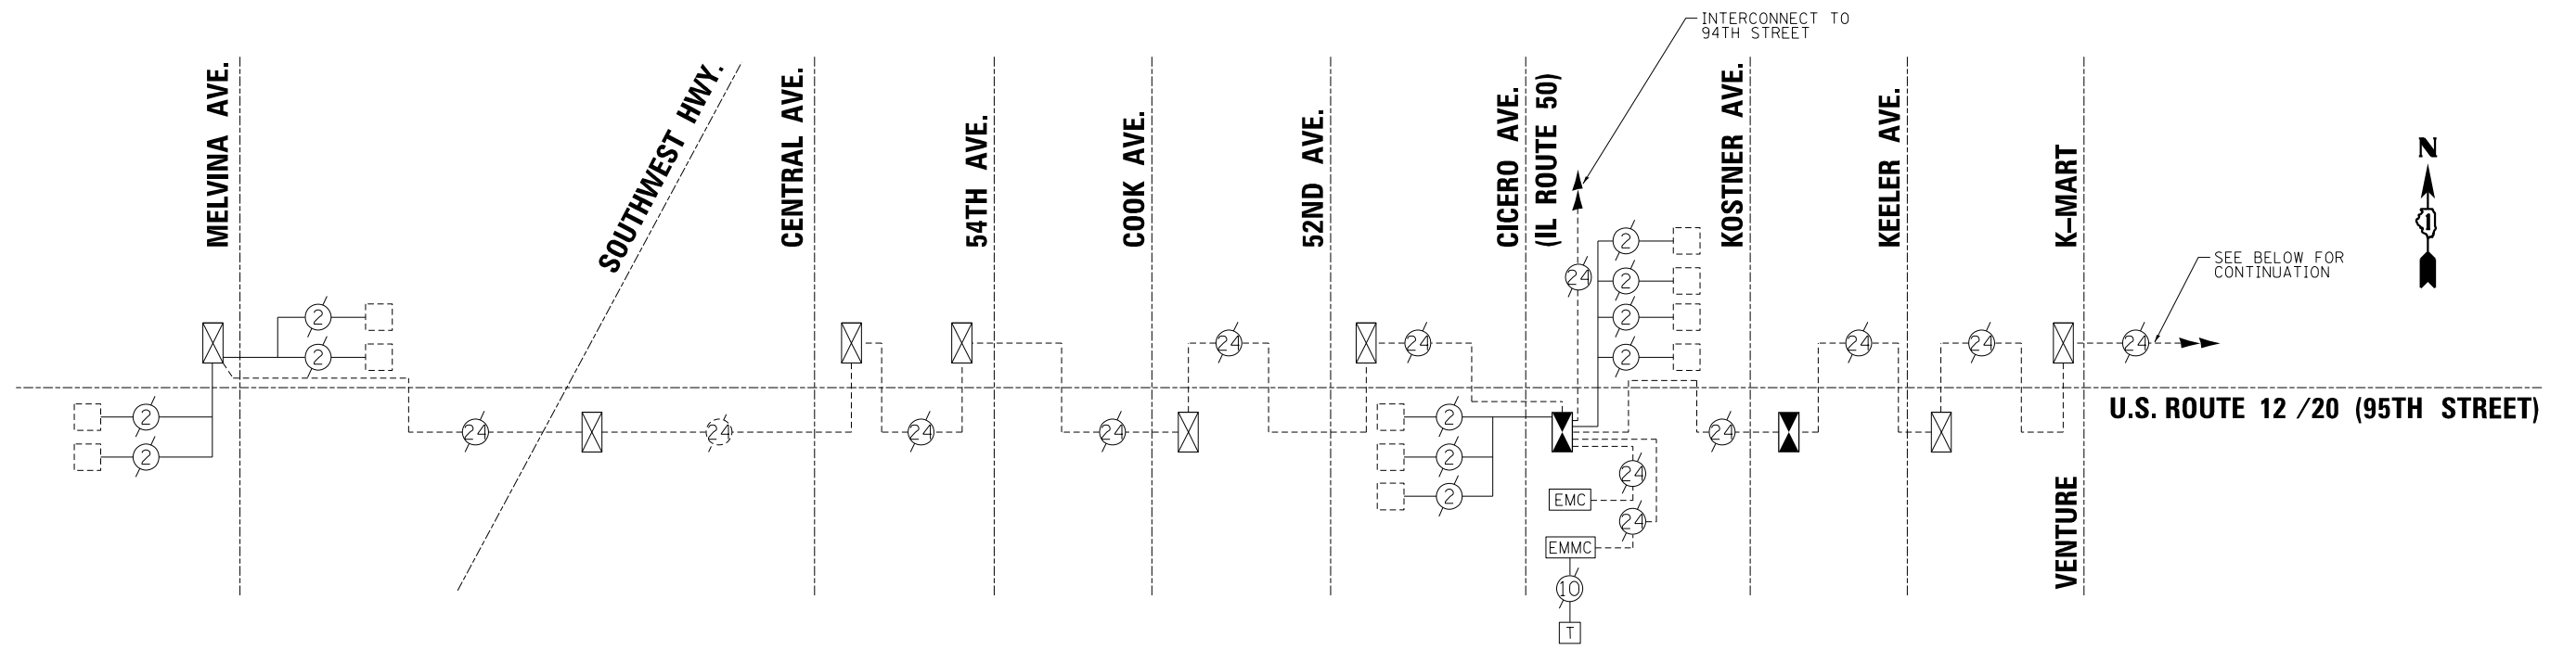 INTERCONNECT TO
94TH STREET
MELVINA AVE.
SOUTHWEST HWY.
CENTRAL AVE.
54TH AVE.
COOK AVE.
52ND AVE.
CICERO AVE.
(IL ROUTE 50)
KOSTNER AVE.
KEELER AVE.
K-MART
N
1
SEE BELOW FOR
CONTINUATION
2
24
2
2
2
2
24
24
24
24
2
2
24
U.S. ROUTE 12 /20 (95TH STREET)
2
2
24
24
24
24
24
2
2
24
2
EMC
24
EMMC
10
T
VENTURE